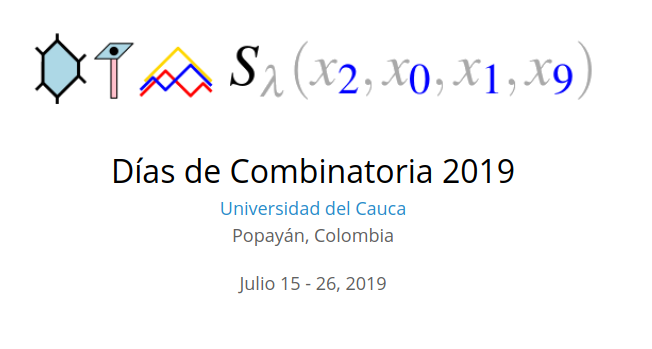 S_λ(x_2, x_0, x_1, x_9)
Días de Combinatoria 2019
Universidad del Cauca
Popayán, Colombia
Julio 15 - 26, 2019